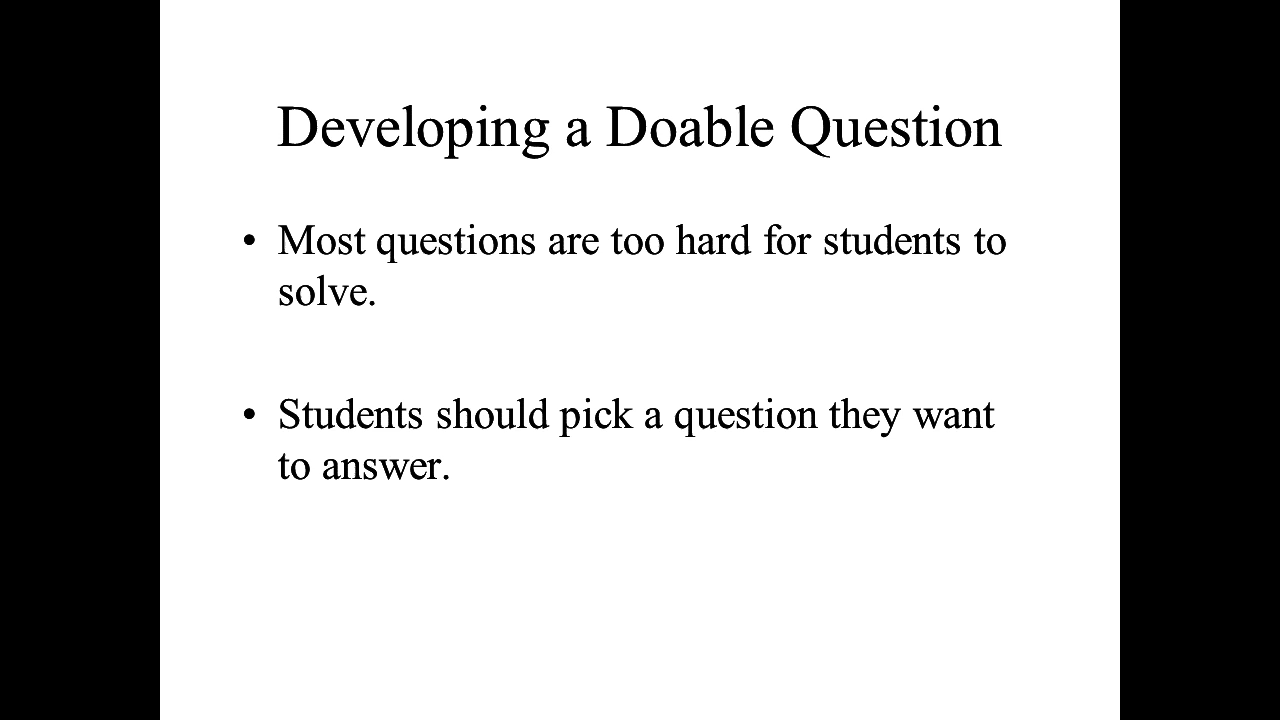 Developing a Doable Question
• Most questions are too hard for students to
solve.
• Students should pick a question they want
to answer.